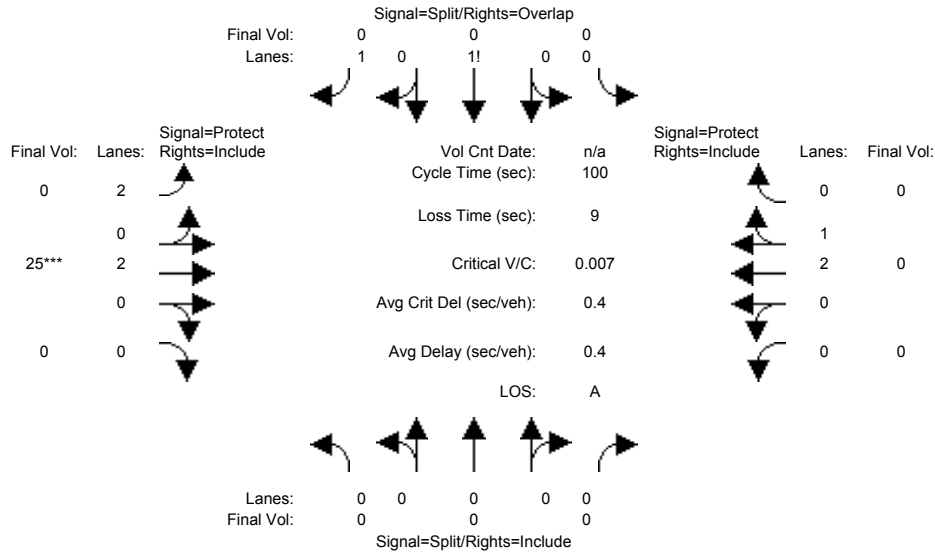 Signal=Split/Rights=Overlap
Final Vol: 0 0 0
Lanes: 1 0 1! 0 0
Signal=Protect
Final Vol: Lanes: Rights=Include
Vol Cnt Date: n/a
Signal=Protect
Rights=Include Lanes: Final Vol:
Cycle Time (sec): 100
0 2 0 0
Loss Time (sec): 9
0 1
25*** 2 Critical V/C: 0.007 2 0
0 Avg Crit Del (sec/veh): 0.4 0
0 0 Avg Delay (sec/veh): 0.4 0 0
LOS: A
Lanes: 0 0 0 0 0
Final Vol: 0 0 0
Signal=Split/Rights=Include